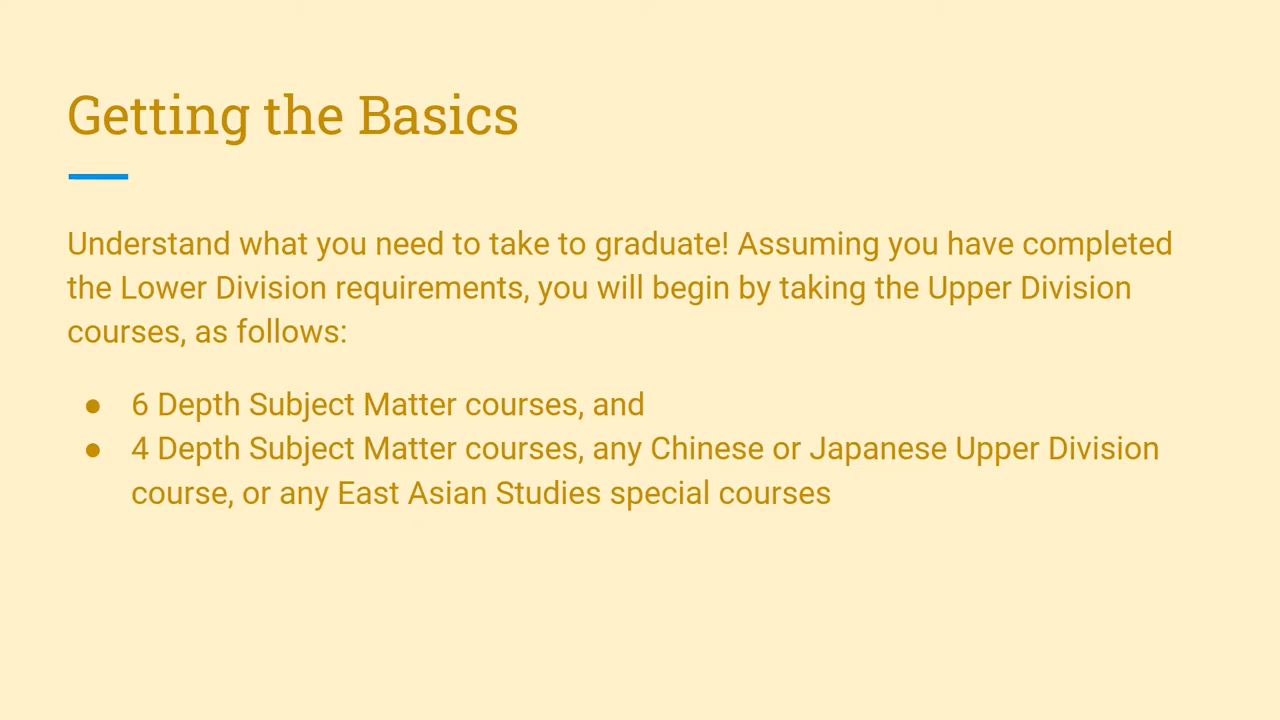 Getting the Basics
Understand what you need to take to graduate! Assuming you have completed
the Lower Division requirements, you will begin by taking the Upper Division
courses, as follows:
● 6 Depth Subject Matter courses, and
● 4 Depth Subject Matter courses, any Chinese or Japanese Upper Division
course, or any East Asian Studies special courses